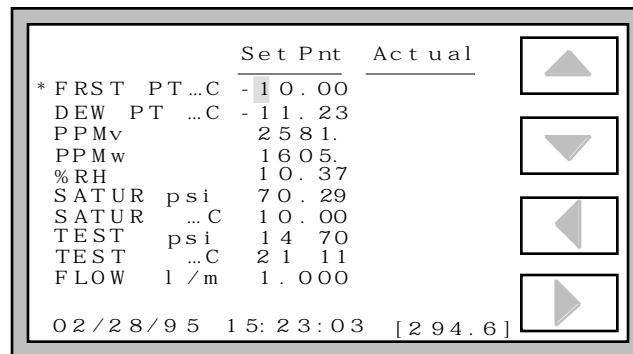 Set Pnt Actual
* FRST PT…C -10.00
DEW PT …C -11.23
PPMv 2581.
PPMw 1605.
%RH 10.37
SATUR psi 70.29
SATUR …C 10.00
TEST psi 14 70
TEST …C 21 11
FLOW l/m 1.000
02/28/95 15:23:03 [294.6]